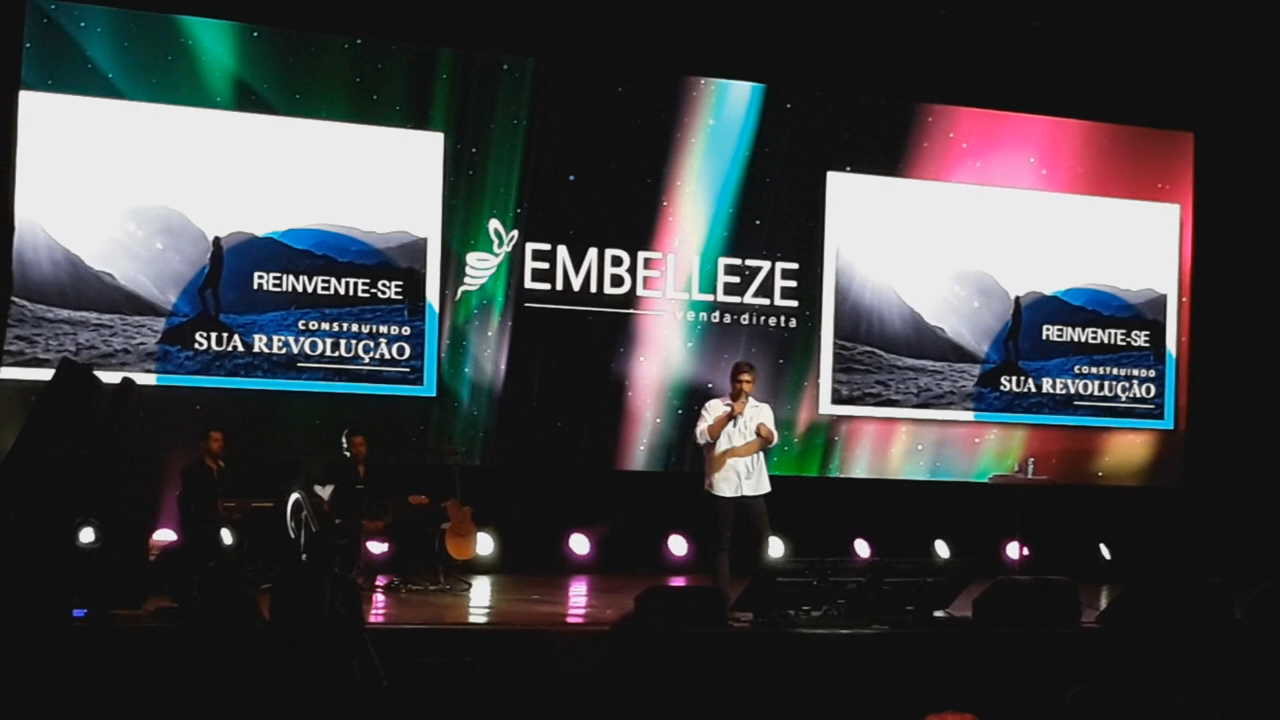 REINVENTE-SE
CONSTRUINDO
SUA REVOLUÇÃO
EMBELLEZE
venda·direta
REINVENTE-SE
CONSTRUINDO
SUA REVOLUÇÃO